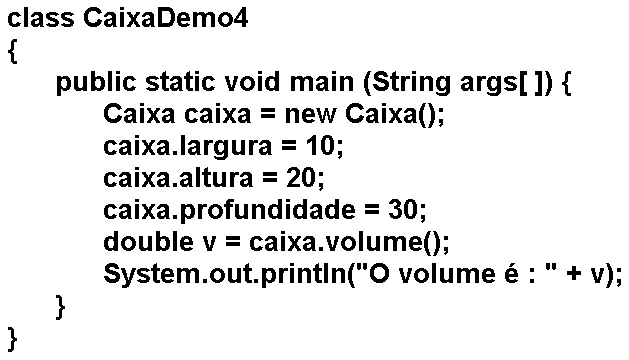 class CaixaDemo4
{
public static void main (String args[ ]) {
Caixa caixa = new Caixa();
caixa.largura = 10;
caixa.altura = 20;
caixa.profundidade = 30;
double v = caixa.volume();
System.out.println("O volume é : " + v);
}
}